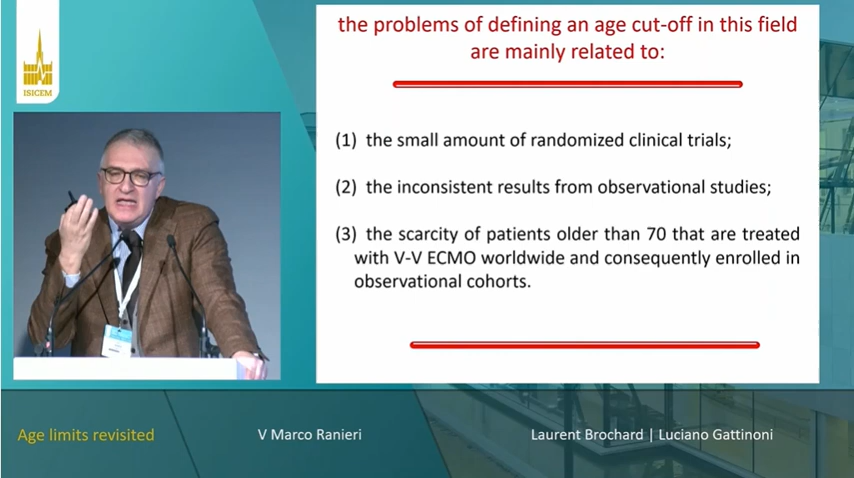 the problems of defining an age cut-off in this field
are mainly related to:
ISICEM
(1) the small amount of randomized clinical trials;
(2) the inconsistent results from observational studies;
(3) the scarcity of patients older than 70 that are treated
with V-V ECMO worldwide and consequently enrolled in
observational cohorts.
Age limits revisited
V Marco Ranieri
Laurent Brochard | Luciano Gattinoni